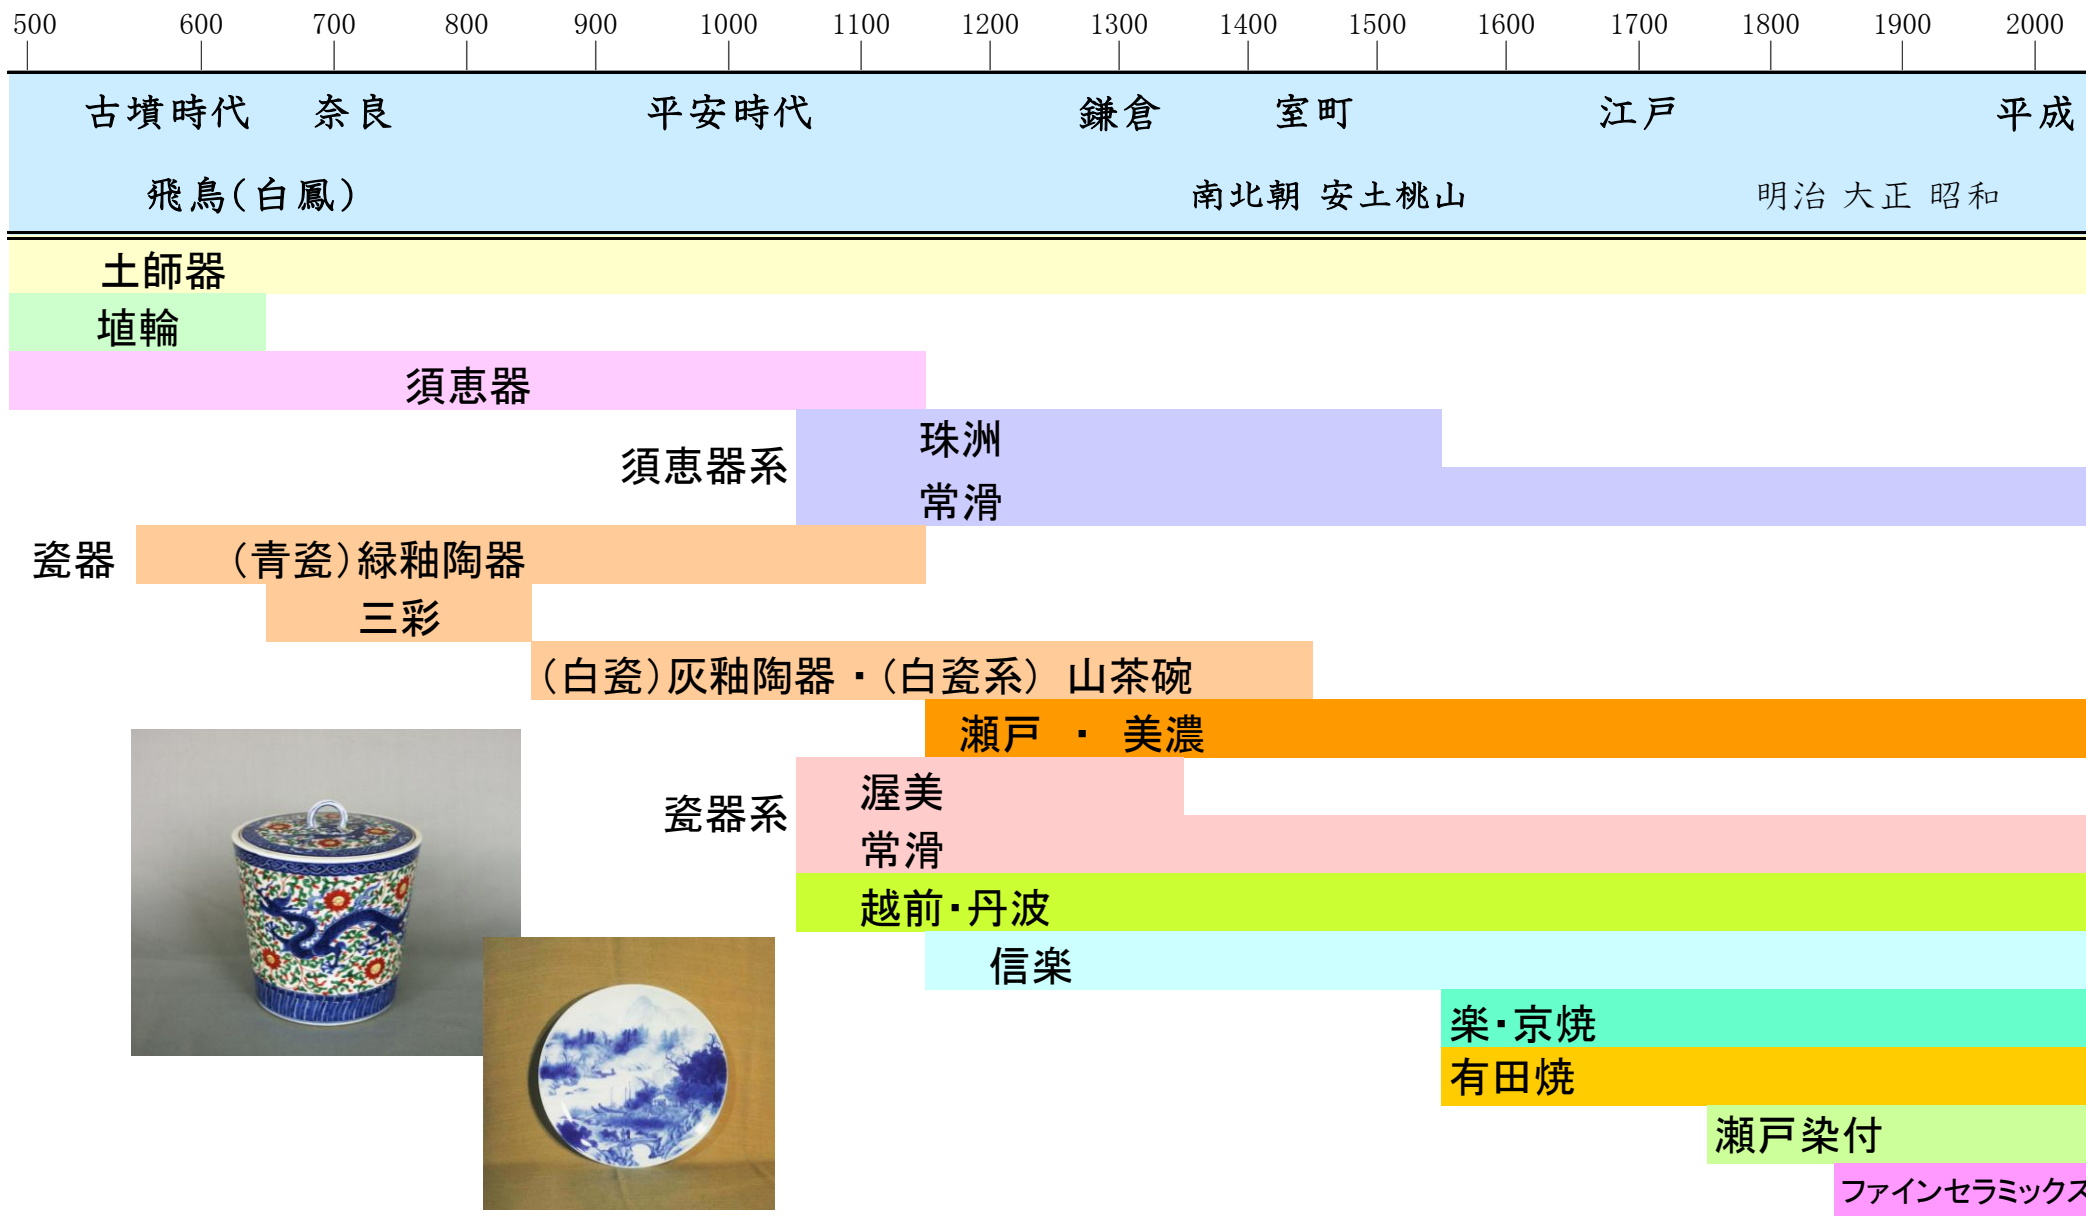 500 600 700 800 900 1000 1100 1200 1300 1400 1500 1600 1700 1800 1900 2000
古墳時代 奈良 平安時代 鎌倉 室町 江戸 平成
飛鳥(白鳳) 南北朝 安土桃山 明治 大正 昭和
土師器
埴輪
須恵器
珠洲
須恵器系
常滑
瓷器 (青瓷)緑釉陶器
三彩
(白瓷)灰釉陶器・(白瓷系) 山茶碗
瀬戸 ・ 美濃
渥美
瓷器系
常滑
越前・丹波
信楽
楽・京焼
有田焼
瀬戸染付
ファインセラミックス